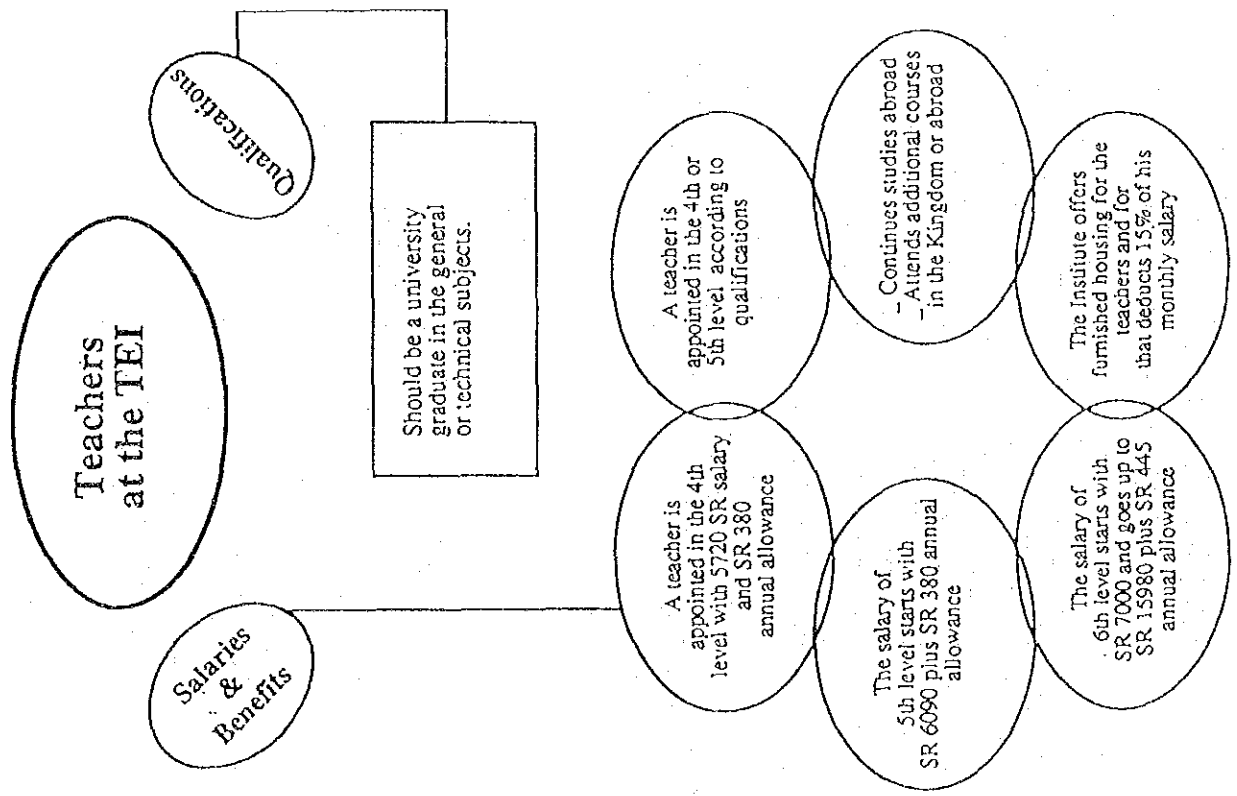 Teachers
at the TEI
Salaries
&
Benefits
Qualifications
Should be a university
graduate in the general
or technical subjects.
A teacher is
appointed in the 4th
level with 5720 SR salary
and SR 380
annual allowance
A teacher is
appointed in the 4th or
5th level according to
qualifications
The salary of
5th level starts with
SR 6090 plus SR 380 annual
allowance
– Continues studies abroad
– Attends additional courses
in the Kingdom or abroad
The salary of
6th level starts with
SR 7000 and goes up to
SR 15980 plus SR 445
annual allowance
The Institute offers
furnished housing for the
teachers and for
that deducts 15% of his
monthly salary